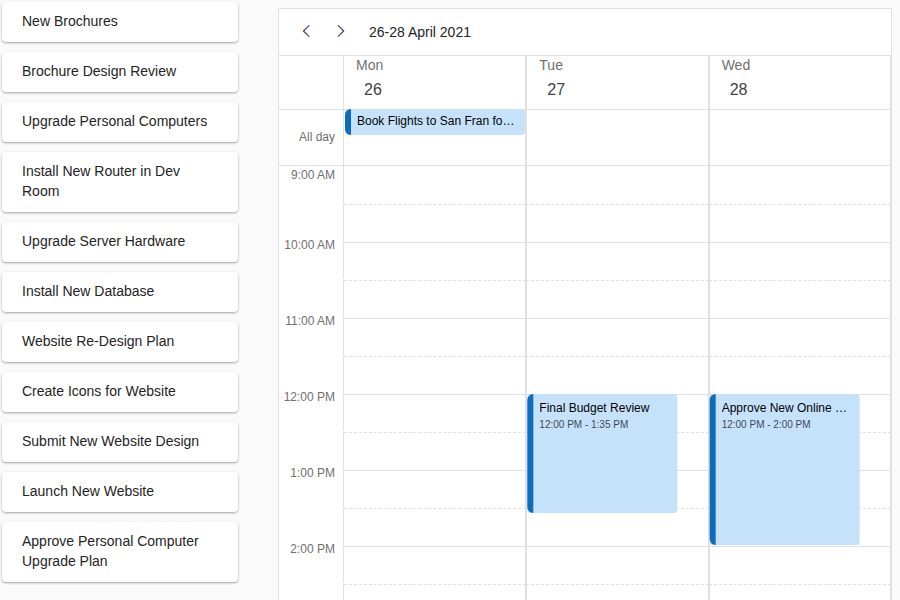 New Brochures
Brochure Design Review
Upgrade Personal Computers
Install New Router in Dev
Room
Upgrade Server Hardware
Install New Database
Website Re-Design Plan
Create Icons for Website
Submit New Website Design
Launch New Website
Approve Personal Computer
Upgrade Plan
26-28 April 2021
Mon
26
Tue
27
Wed
28
All day
Book Flights to San Fran fo…
9:00 AM
10:00 AM
11:00 AM
12:00 PM
1:00 PM
2:00 PM
Final Budget Review
12:00 PM - 1:35 PM
Approve New Online …
12:00 PM - 2:00 PM